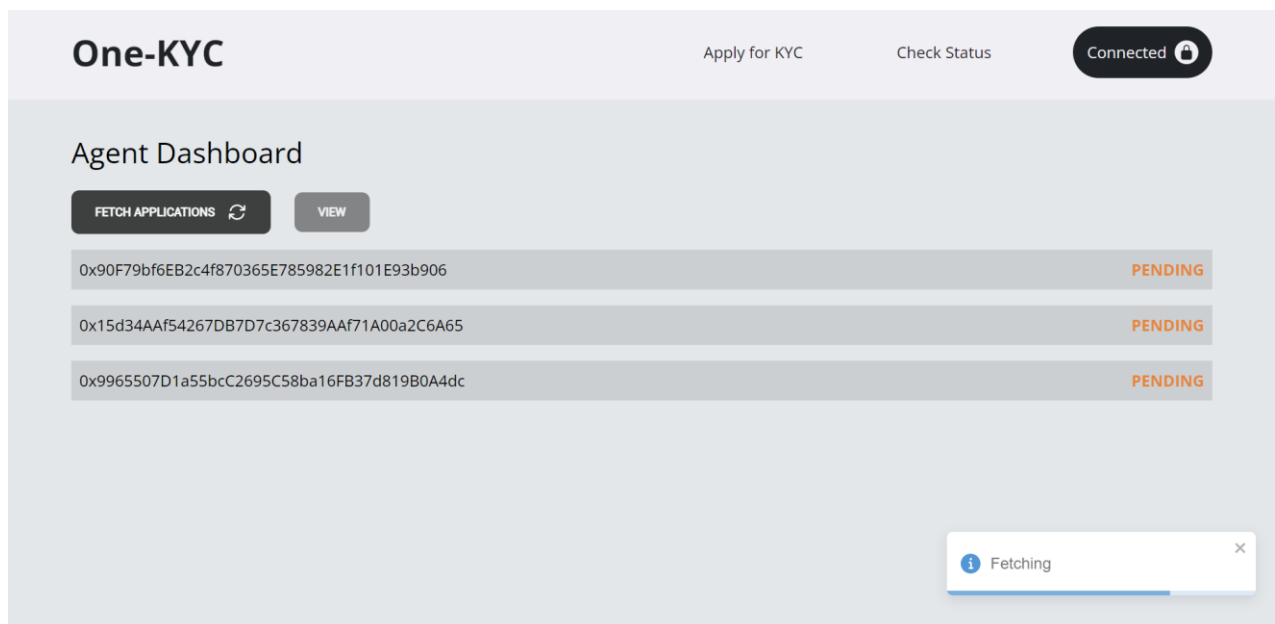 One-KYC
Apply for KYC
Check Status
Connected
Agent Dashboard
FETCH APPLICATIONS
VIEW
0x90F79bf6EB2c4f870365E785982E1f101E93b906 PENDING
0x15d34AAf54267DB7D7c367839AAf71A00a2C6A65 PENDING
0x9965507D1a55bcC2695C58ba16FB37d819B0A4dc PENDING
Fetching